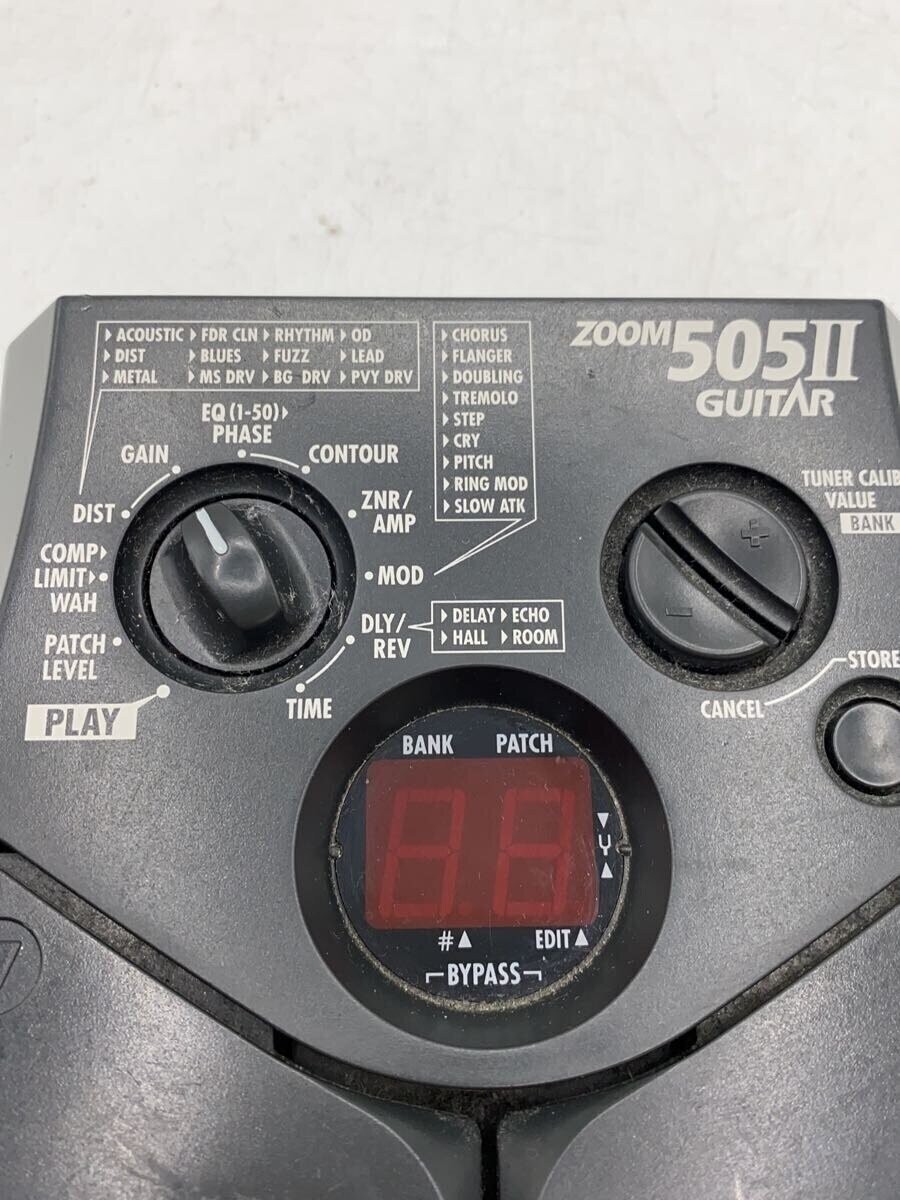 ▶ACOUSTIC ▶FDR CLN ▶RHYTHM ▶OD
▶DIST ▶BLUES ▶FUZZ ▶LEAD
▶METAL ▶MS DRV ▶BG DRV ▶PVY DRV
▶CHORUS
▶FLANGER
▶DOUBLING
▶TREMOLO
▶STEP
▶CRY
▶PITCH
▶RING MOD
▶SLOW ATK
ZOOM 505II
GUITAR
EQ (1-50)▶
PHASE
GAIN
CONTOUR
DIST
ZNR/
AMP
COMP▶
LIMIT▶
WAH
MOD
PATCH
LEVEL
DLY/
REV
▶DELAY ▶ECHO
▶HALL ▶ROOM
PLAY
TIME
TUNER CALIB
VALUE
BANK
+
−
STORE
CANCEL
BANK PATCH
88
▼
Y
▲
#▲ EDIT▲
BYPASS